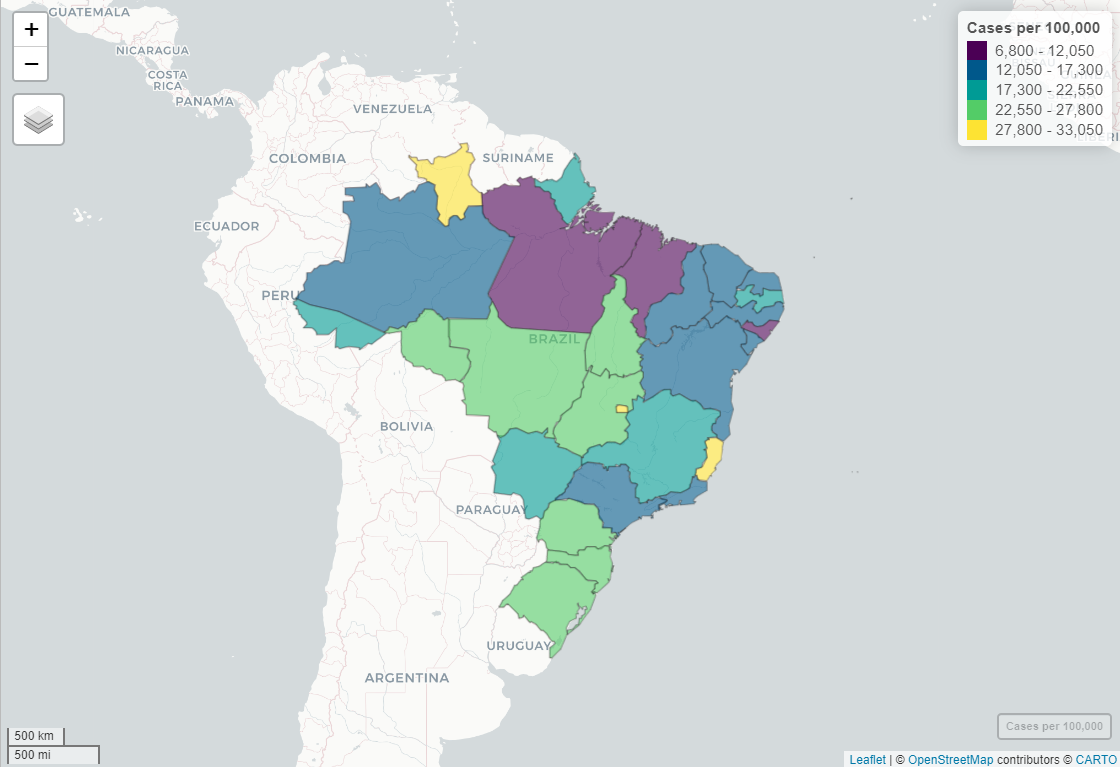 GUATEMALA
NICARAGUA
COSTA
RICA
PANAMA
VENEZUELA
COLOMBIA
SURINAME
ECUADOR
PERU
BRAZIL
BOLIVIA
PARAGUAY
URUGUAY
ARGENTINA
+
−
Cases per 100,000
6,800 - 12,050
12,050 - 17,300
17,300 - 22,550
22,550 - 27,800
27,800 - 33,050
500 km
500 mi
Cases per 100,000
Leaflet | © OpenStreetMap contributors © CARTO